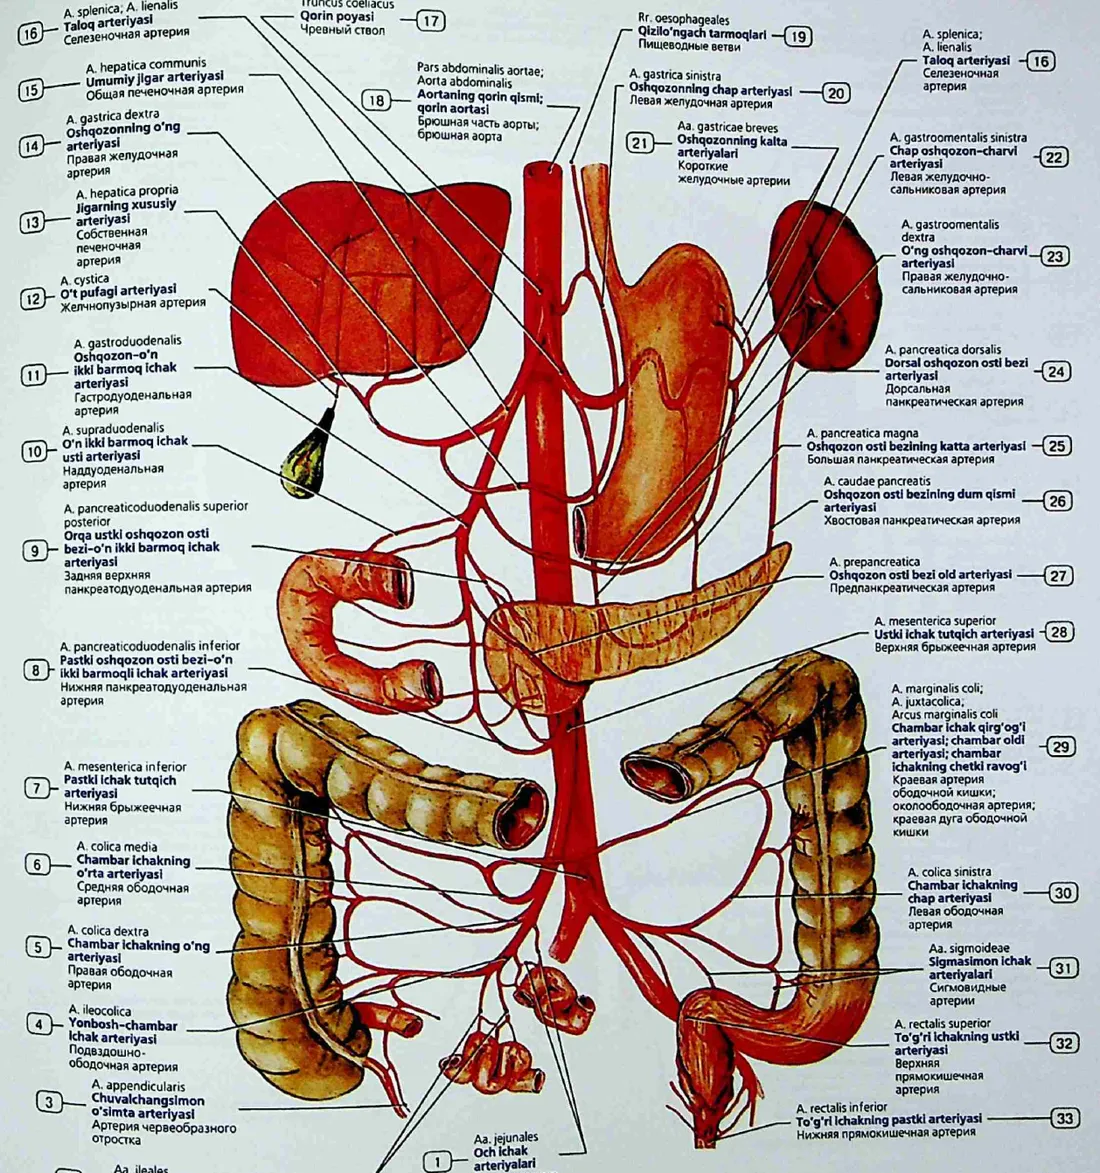 A. splenica; A. lienalis
Taloq arteriyasi
Селезеночная артерия
16
A. hepatica communis
Umumiy jigar arteriyasi
Общая печеночная артерия
15
A. gastrica dextra
Oshqozonning o'ng
arteriyasi
Правая желудочная
артерия
14
A. hepatica propria
Jigarning xususiy
arteriyasi
Собственная
печеночная
артерия
13
A. cystica
O't pufagi arteriyasi
Желчнопузырная артерия
12
A. gastroduodenalis
Oshqozon-o'n
ikki barmoq ichak
arteriyasi
Гастродуоденальная
артерия
11
A. supraduodenalis
O'n ikki barmoq ichak
usti arteriyasi
Наддуоденальная
артерия
10
A. pancreaticoduodenalis superior
posterior
Orqa ustki oshqozon osti
bezi-o'n ikki barmoq ichak
arteriyasi
Задняя верхняя
панкреатодуоденальная артерия
9
A. pancreaticoduodenalis inferior
Pastki oshqozon osti bezi-o'n
ikki barmoqli ichak arteriyasi
Нижняя панкреатодуоденальная
артерия
8
A. mesenterica inferior
Pastki ichak tutqich
arteriyasi
Нижняя брыжеечная
артерия
7
A. colica media
Chambar ichakning
o'rta arteriyasi
Средняя ободочная
артерия
6
A. colica dextra
Chambar ichakning o'ng
arteriyasi
Правая ободочная
артерия
5
A. ileocolica
Yonbosh-chambar
ichak arteriyasi
Подвздошно-
ободочная артерия
4
A. appendicularis
Chuvalchangsimon
o'simta arteriyasi
Артерия червеобразного
отростка
3
Aa. ileales
Truncus coeliacus
Qorin poyasi
Чревный ствол
17
Pars abdominalis aortae;
Aorta abdominalis
Aortaning qorin qismi;
qorin aortasi
Брюшная часть аорты;
брюшная аорта
18
Rr. oesophageales
Qizilo'ngach tarmoqlari
Пищеводные ветви
19
A. gastrica sinistra
Oshqozonning chap arteriyasi
Левая желудочная артерия
20
Aa. gastricae breves
Oshqozonning kalta
arteriyalari
Короткие
желудочные артерии
21
A. splenica;
A. lienalis
Taloq arteriyasi
Селезеночная
артерия
16
A. gastroomentalis sinistra
Chap oshqozon-charvi
arteriyasi
Левая желудочно-
сальниковая артерия
22
A. gastroomentalis
dextra
O'ng oshqozon-charvi
arteriyasi
Правая желудочно-
сальниковая артерия
23
A. pancreatica dorsalis
Dorsal oshqozon osti bezi
arteriyasi
Дорсальная
панкреатическая артерия
24
A. pancreatica magna
Oshqozon osti bezining katta arteriyasi
Большая панкреатическая артерия
25
A. caudae pancreatis
Oshqozon osti bezining dum qismi
arteriyasi
Хвостовая панкреатическая артерия
26
A. prepancreatica
Oshqozon osti bezi old arteriyasi
Предпанкреатическая артерия
27
A. mesenterica superior
Ustki ichak tutqich arteriyasi
Верхняя брыжеечная артерия
28
A. marginalis coli;
A. juxtacolica;
Arcus marginalis coli
Chambar ichak qirg'og'i
arteriyasi; chambar oldi
arteriyasi; chambar
ichakning chetki ravog'i
Краевая артерия
ободочной кишки;
околоободочная артерия;
краевая дуга ободочной
кишки
29
A. colica sinistra
Chambar ichakning
chap arteriyasi
Левая ободочная
артерия
30
Aa. sigmoideae
Sigmasimon ichak
arteriyalari
Сигмовидные
артерии
31
A. rectalis superior
To'g'ri ichakning ustki
arteriyasi
Верхняя
прямокишечная
артерия
32
A. rectalis inferior
To'g'ri ichakning pastki arteriyasi
Нижняя прямокишечная артерия
33
Aa. jejunales
Och ichak
arteriyalari
1